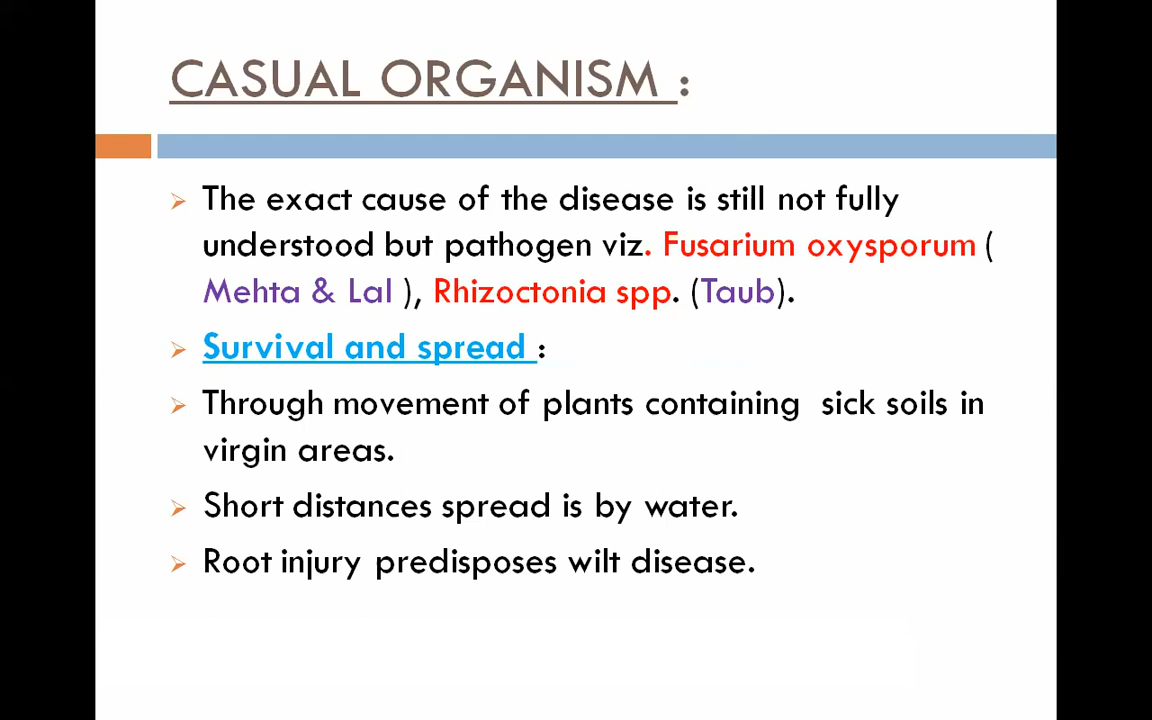 CASUAL ORGANISM :
The exact cause of the disease is still not fully
understood but pathogen viz. Fusarium oxysporum (
Mehta & Lal ), Rhizoctonia spp. (Taub).
Survival and spread :
Through movement of plants containing sick soils in
virgin areas.
Short distances spread is by water.
Root injury predisposes wilt disease.